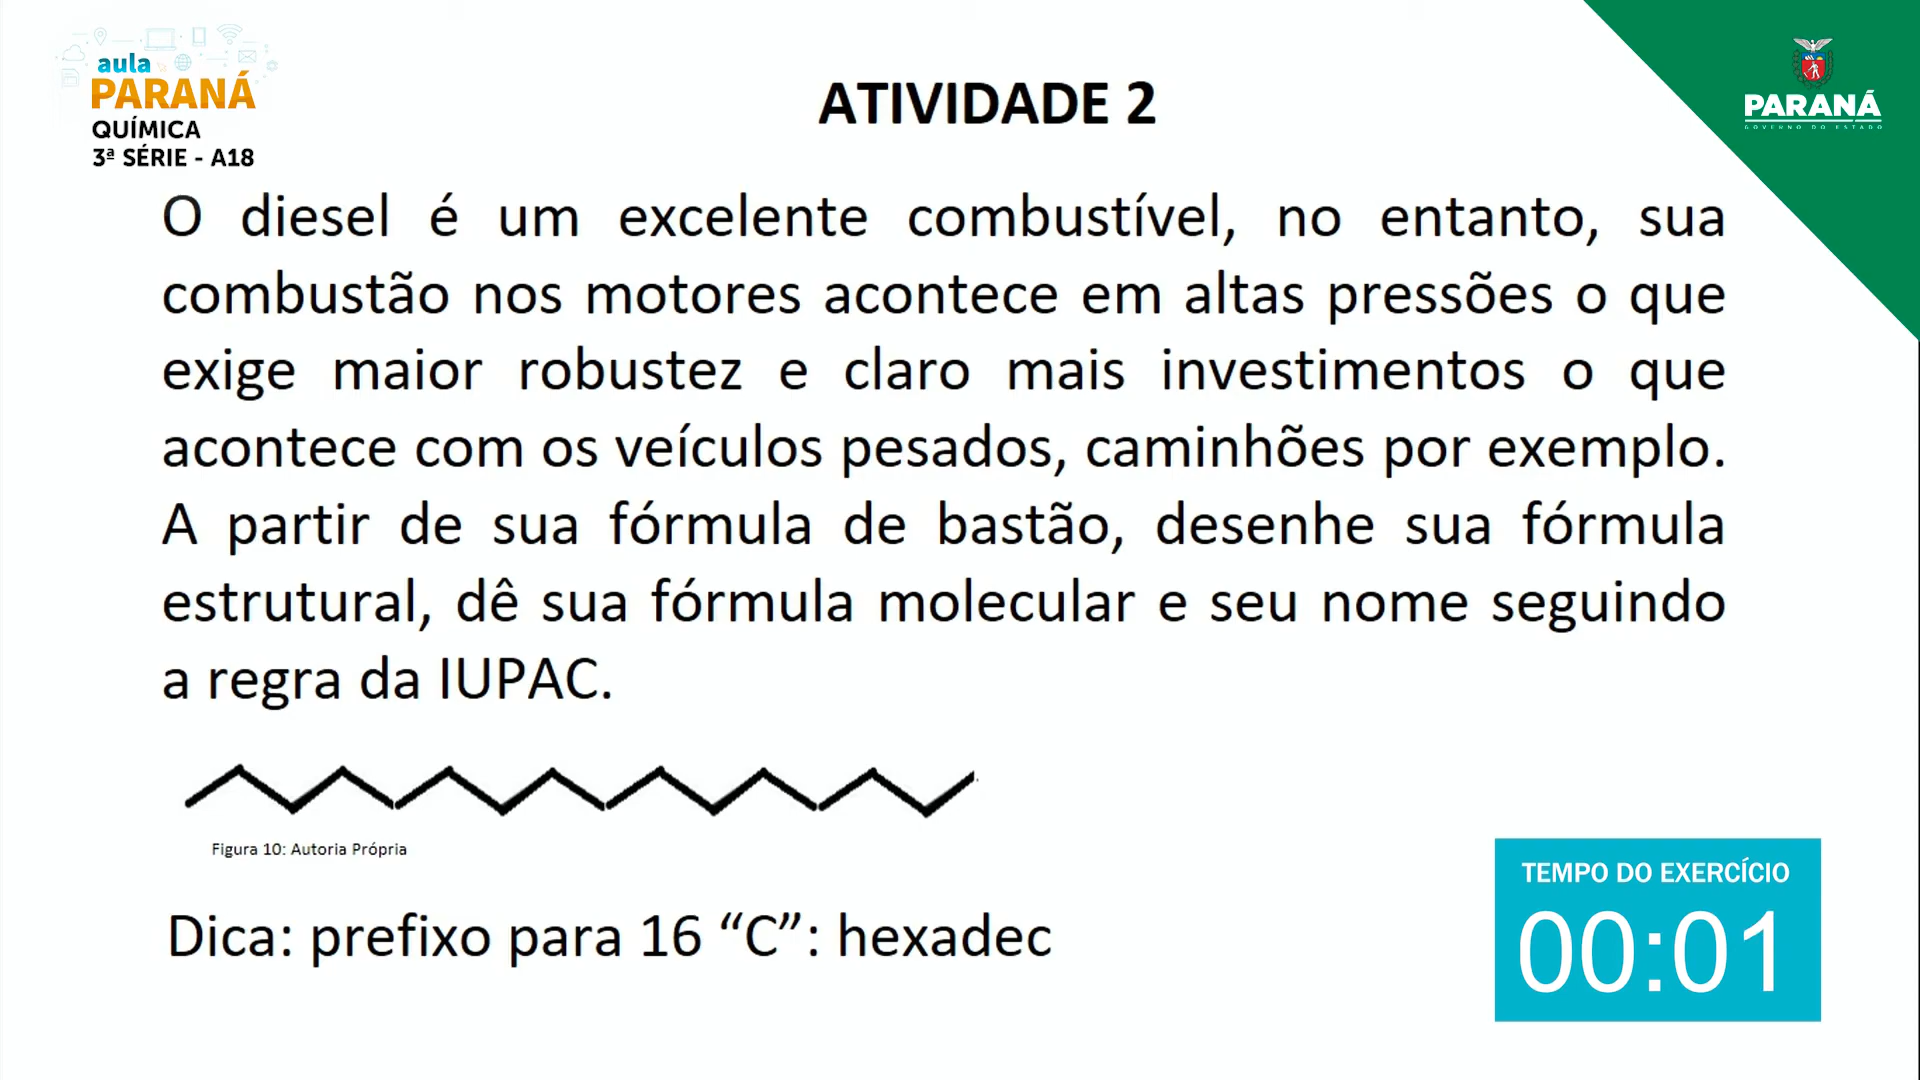 aula
PARANÁ
QUÍMICA
3ª SÉRIE - A18
ATIVIDADE 2
PARANÁ
GOVERNO DO ESTADO
O diesel é um excelente combustível, no entanto, sua
combustão nos motores acontece em altas pressões o que
exige maior robustez e claro mais investimentos o que
acontece com os veículos pesados, caminhões por exemplo.
A partir de sua fórmula de bastão, desenhe sua fórmula
estrutural, dê sua fórmula molecular e seu nome seguindo
a regra da IUPAC.
Figura 10: Autoria Própria
Dica: prefixo para 16 “C”: hexadec
TEMPO DO EXERCÍCIO
00:01